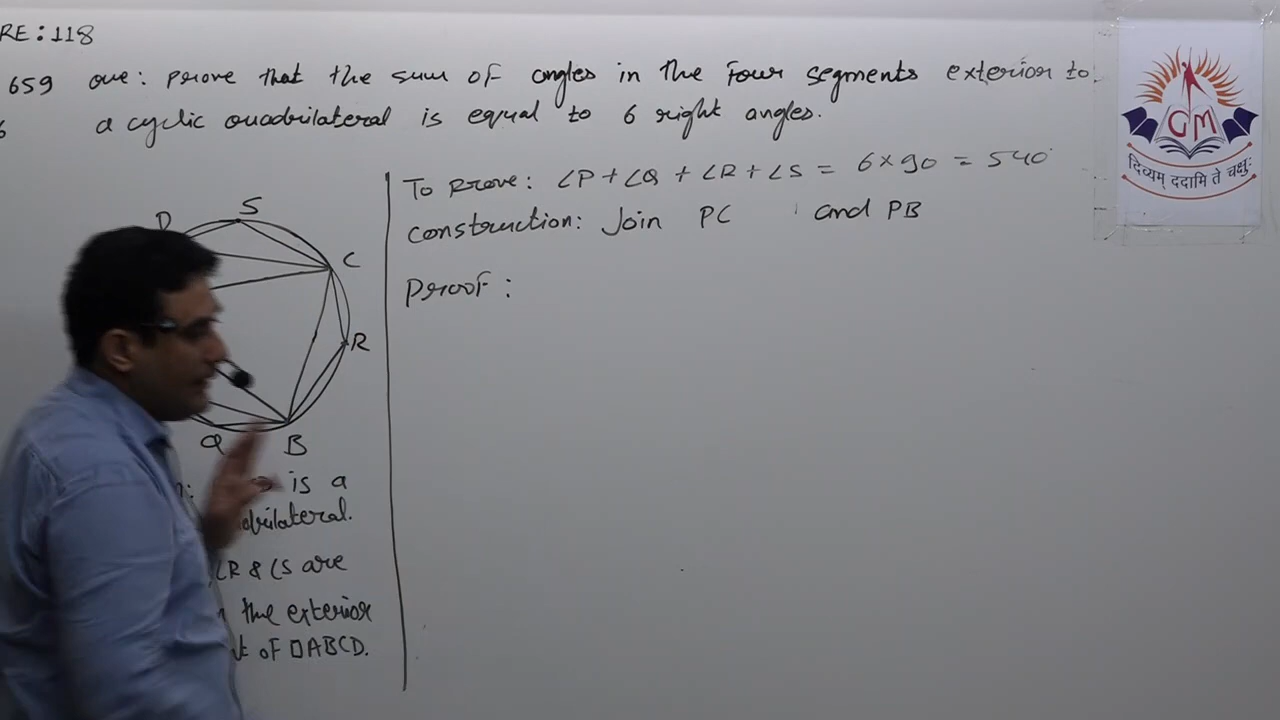 RE:118
659 Que: Prove that the sum of angles in the four segments exterior to
a cyclic quadrilateral is equal to 6 right angles.
To Prove: ∠P+∠Q+∠R+∠S = 6×90 = 540°
Construction: Join PC and PB
Proof:
D
S
C
R
Q
B
is a
∠R & ∠S are
the exterior
of □ABCD.
GM
दिव्यम् ददामि ते चक्षुः